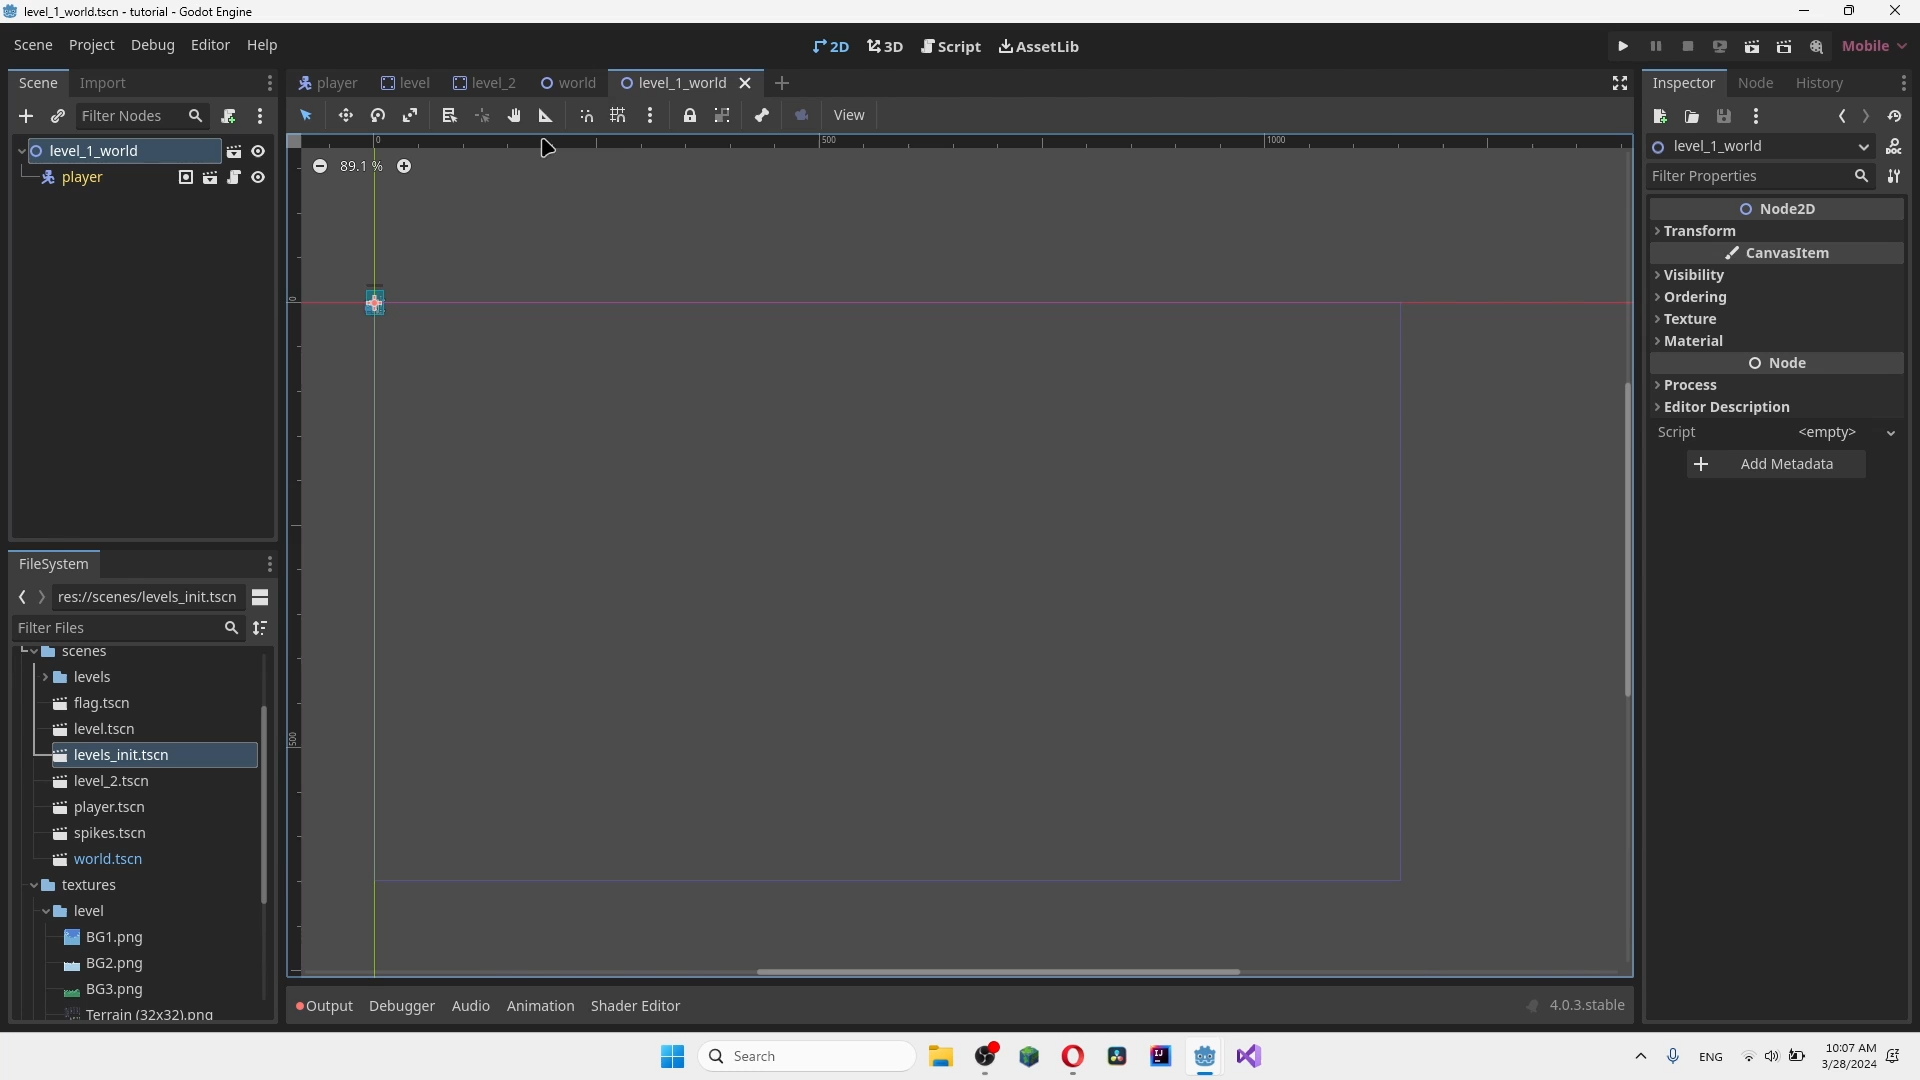 level_1_world.tscn - tutorial - Godot Engine
Scene Project Debug Editor Help
2D 3D Script AssetLib
Mobile
Scene Import
player level level_2 world level_1_world
Inspector Node History
Filter Nodes
View
level_1_world
player
0 500 1000
89.1 %
0
500
level_1_world
Filter Properties
Node2D
Transform
CanvasItem
Visibility
Ordering
Texture
Material
Node
Process
Editor Description
Script <empty>
Add Metadata
FileSystem
res://scenes/levels_init.tscn
Filter Files
scenes
levels
flag.tscn
level.tscn
levels_init.tscn
level_2.tscn
player.tscn
spikes.tscn
world.tscn
textures
level
BG1.png
BG2.png
BG3.png
Terrain (32x32).png
Output Debugger Audio Animation Shader Editor
4.0.3.stable
Search
ENG
10:07 AM
3/28/2024